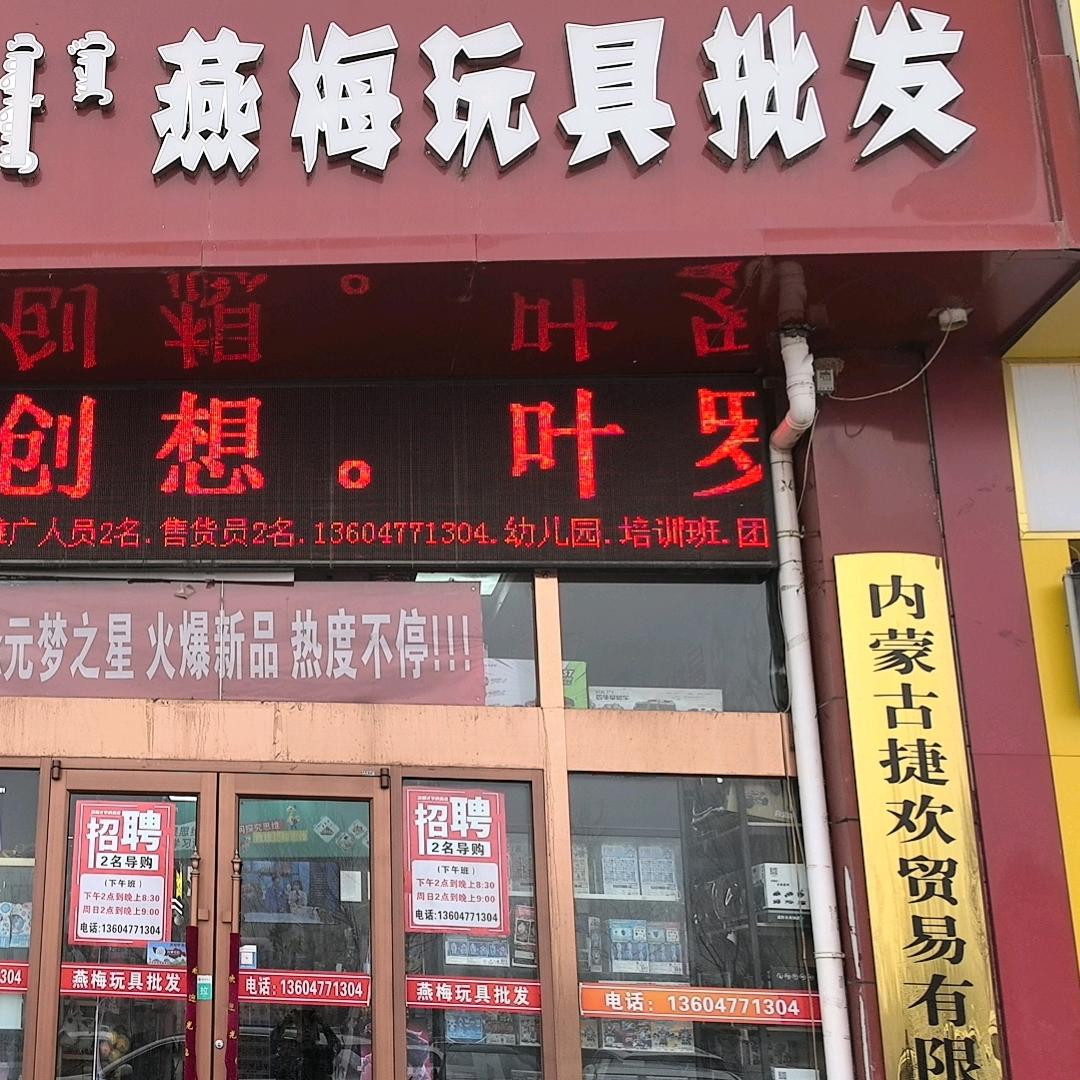 燕梅玩具批发
创想。 叶罗
推广人员2名.售货员2名.13604771304.幼儿园.培训班.团
元梦之星 火爆新品 热度不停!!!
内蒙古捷欢贸易有限
招聘
2名导购
(下午班)
下午2点到晚上8:30
周日2点到晚上9:00
电话:13604771304
招聘
2名导购
(下午班)
下午2点到晚上8:30
周日2点到晚上9:00
电话:13604771304
304
燕梅玩具批发
拉
电话:13604771304
燕梅玩具批发
电话: 13604771304